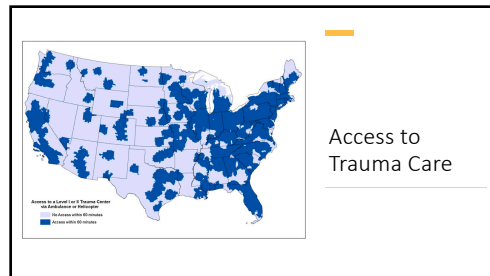 Access to
Trauma Care
Access to a Level I or II Trauma Center
via Ambulance or Helicopter
No Access within 60 minutes
Access within 60 minutes